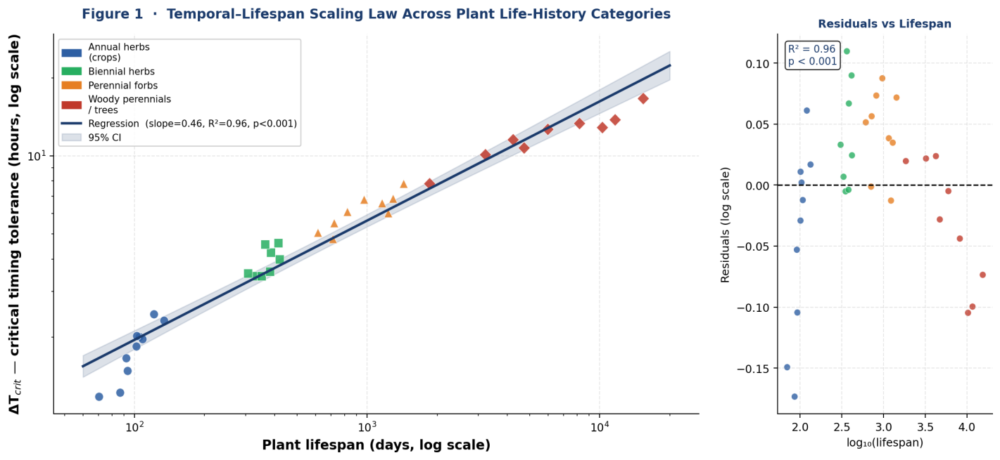 Figure 1 · Temporal–Lifespan Scaling Law Across Plant Life-History Categories
ΔT_crit — critical timing tolerance (hours, log scale)
Annual herbs
(crops)
Biennial herbs
Perennial forbs
Woody perennials
/ trees
Regression (slope=0.46, R²=0.96, p<0.001)
95% CI
10¹
10² 10³ 10⁴
Plant lifespan (days, log scale)
Residuals vs Lifespan
R² = 0.96
p < 0.001
Residuals (log scale)
0.10
0.05
0.00
−0.05
−0.10
−0.15
2.0 2.5 3.0 3.5 4.0
log₁₀(lifespan)